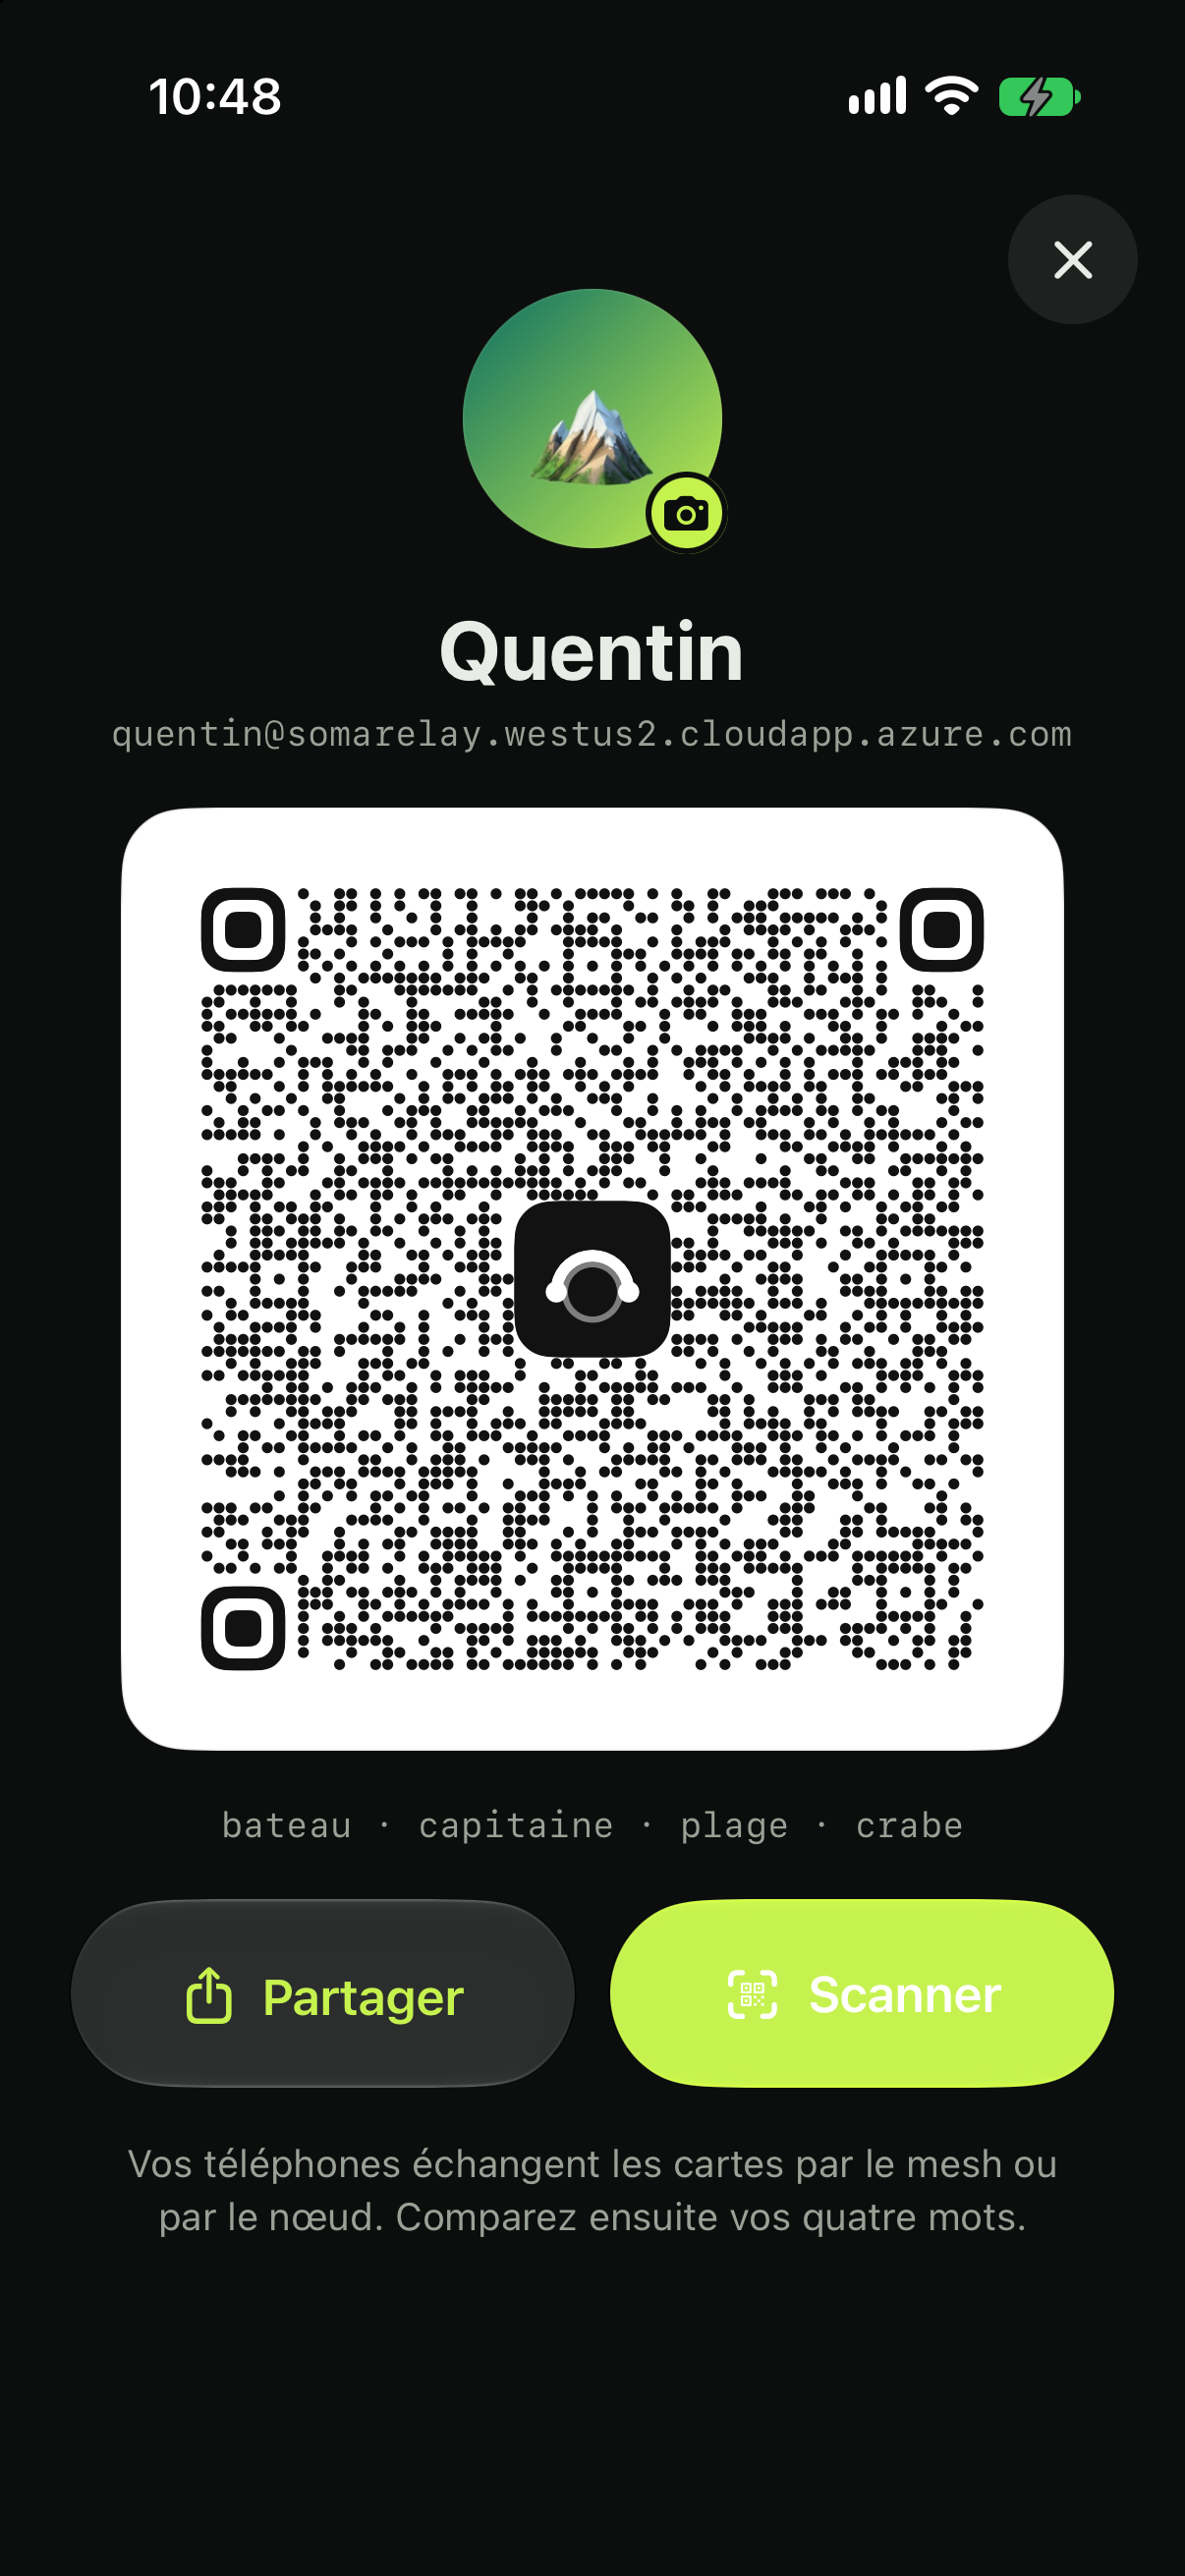 10:48
Quentin
quentin@somarelay.westus2.cloudapp.azure.com
bateau · capitaine · plage · crabe
Partager
Scanner
Vos téléphones échangent les cartes par le mesh ou
par le nœud. Comparez ensuite vos quatre mots.